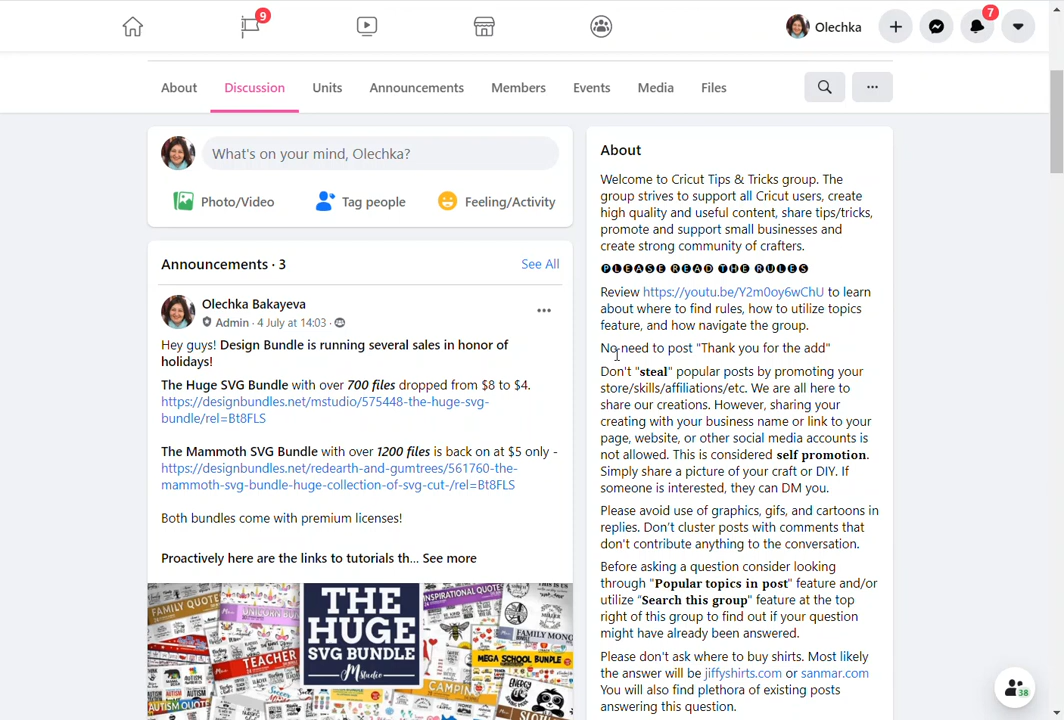 9
7
Olechka
About
Discussion
Units
Announcements
Members
Events
Media
Files
What's on your mind, Olechka?
Photo/Video
Tag people
Feeling/Activity
Announcements · 3
See All
Olechka Bakayeva
Admin · 4 July at 14:03 ·
Hey guys! Design Bundle is running several sales in honor of
holidays!
The Huge SVG Bundle with over 700 files dropped from $8 to $4.
https://designbundles.net/mstudio/575448-the-huge-svg-
bundle/rel=Bt8FLS
The Mammoth SVG Bundle with over 1200 files is back on at $5 only -
https://designbundles.net/redearth-and-gumtrees/561760-the-
mammoth-svg-bundle-huge-collection-of-svg-cut-/rel=Bt8FLS
Both bundles come with premium licenses!
Proactively here are the links to tutorials th... See more
FAMILY QUOTE
UNICORN BUN
INSPIRATIONAL QUOTES
THE
HUGE
SVG BUNDLE
Mstudio
FAMILY MONO
MEGA SCHOOL BUNDLE
TEACHER
AUTISM
AUTISM QUOTES
CAMPING
About
Welcome to Cricut Tips & Tricks group. The
group strives to support all Cricut users, create
high quality and useful content, share tips/tricks,
promote and support small businesses and
create strong community of crafters.
🅟🅛🅔🅐🅢🅔 🅡🅔🅐🅓 🅣🅗🅔 🅡🅤🅛🅔🅢
Review https://youtu.be/Y2m0oy6wChU to learn
about where to find rules, how to utilize topics
feature, and how navigate the group.
No need to post "Thank you for the add"
Don't "steal" popular posts by promoting your
store/skills/affiliations/etc. We are all here to
share our creations. However, sharing your
creating with your business name or link to your
page, website, or other social media accounts is
not allowed. This is considered self promotion.
Simply share a picture of your craft or DIY. If
someone is interested, they can DM you.
Please avoid use of graphics, gifs, and cartoons in
replies. Don't cluster posts with comments that
don't contribute anything to the conversation.
Before asking a question consider looking
through "Popular topics in post" feature and/or
utilize "Search this group" feature at the top
right of this group to find out if your question
might have already been answered.
Please don't ask where to buy shirts. Most likely
the answer will be jiffyshirts.com or sanmar.com
You will also find plethora of existing posts
answering this question.
38